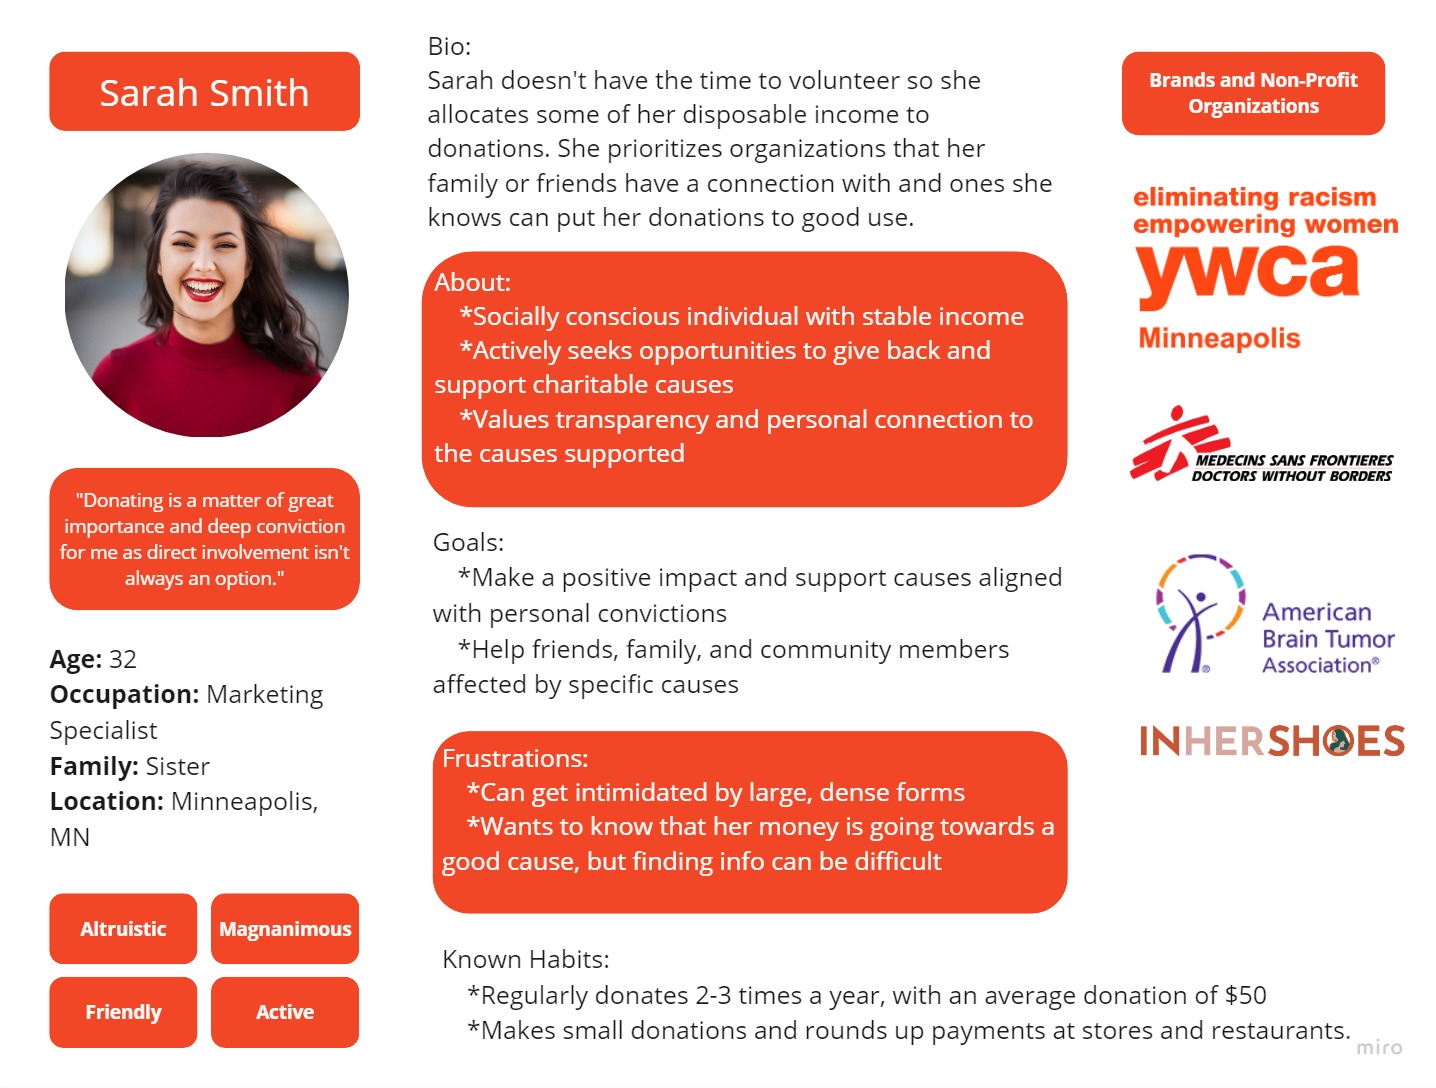 Sarah Smith
"Donating is a matter of great
importance and deep conviction
for me as direct involvement isn't
always an option."
Age: 32
Occupation: Marketing
Specialist
Family: Sister
Location: Minneapolis,
MN
Altruistic
Magnanimous
Friendly
Active
Bio:
Sarah doesn't have the time to volunteer so she
allocates some of her disposable income to
donations. She prioritizes organizations that her
family or friends have a connection with and ones she
knows can put her donations to good use.
About:
*Socially conscious individual with stable income
*Actively seeks opportunities to give back and
support charitable causes
*Values transparency and personal connection to
the causes supported
Goals:
*Make a positive impact and support causes aligned
with personal convictions
*Help friends, family, and community members
affected by specific causes
Frustrations:
*Can get intimidated by large, dense forms
*Wants to know that her money is going towards a
good cause, but finding info can be difficult
Known Habits:
*Regularly donates 2-3 times a year, with an average donation of $50
*Makes small donations and rounds up payments at stores and restaurants.
Brands and Non-Profit
Organizations
eliminating racism
empowering women
ywca
Minneapolis
MEDECINS SANS FRONTIERES
DOCTORS WITHOUT BORDERS
American
Brain Tumor
Association®
®
INHERSHOES
miro